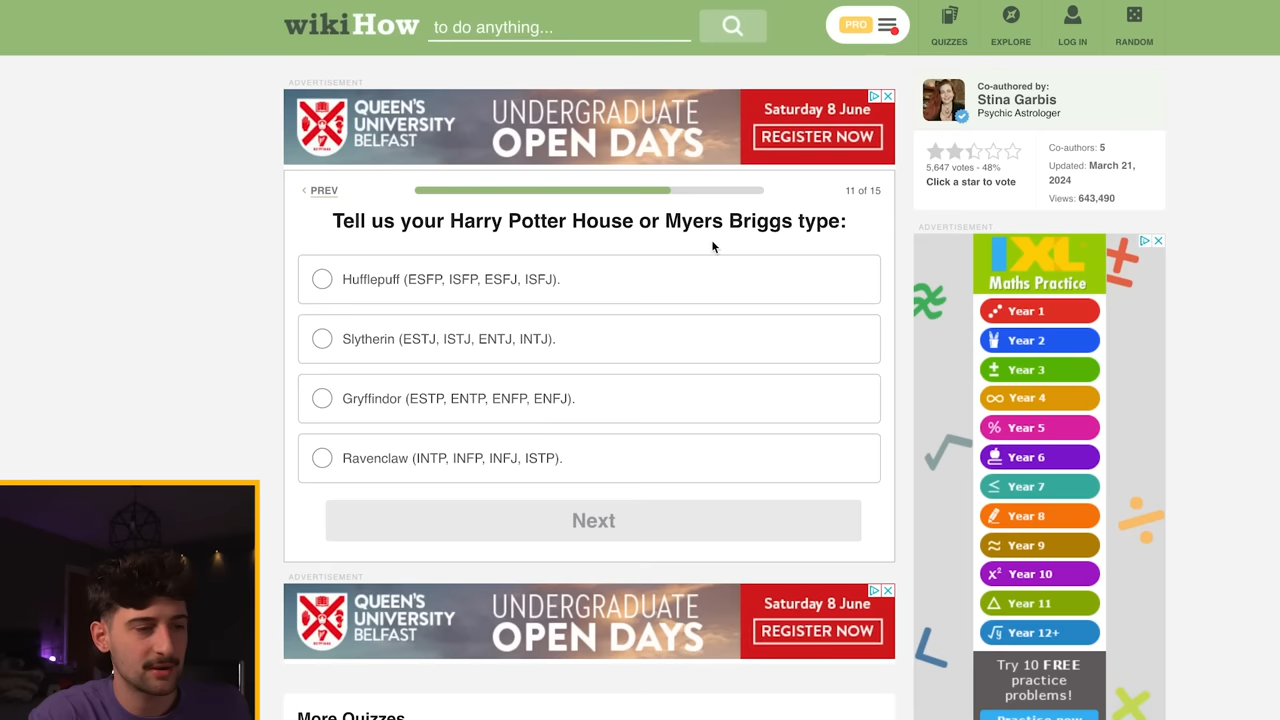 wikiHow
to do anything...
PRO
QUIZZES
EXPLORE
LOG IN
RANDOM
ADVERTISEMENT
QUEEN'S
UNIVERSITY
BELFAST
UNDERGRADUATE
OPEN DAYS
Saturday 8 June
REGISTER NOW
PREV
11 of 15
Tell us your Harry Potter House or Myers Briggs type:
Hufflepuff (ESFP, ISFP, ESFJ, ISFJ).
Slytherin (ESTJ, ISTJ, ENTJ, INTJ).
Gryffindor (ESTP, ENTP, ENFP, ENFJ).
Ravenclaw (INTP, INFP, INFJ, ISTP).
Next
ADVERTISEMENT
QUEEN'S
UNIVERSITY
BELFAST
UNDERGRADUATE
OPEN DAYS
Saturday 8 June
REGISTER NOW
More Quizzes
Co-authored by:
Stina Garbis
Psychic Astrologer
5,647 votes - 48%
Click a star to vote
Co-authors: 5
Updated: March 21,
2024
Views: 643,490
ADVERTISEMENT
IXL
Maths Practice
Year 1
Year 2
Year 3
Year 4
% Year 5
Year 6
≤ Year 7
Year 8
≈ Year 9
x² Year 10
Year 11
√y Year 12+
Try 10 FREE
practice
problems!
Practice now